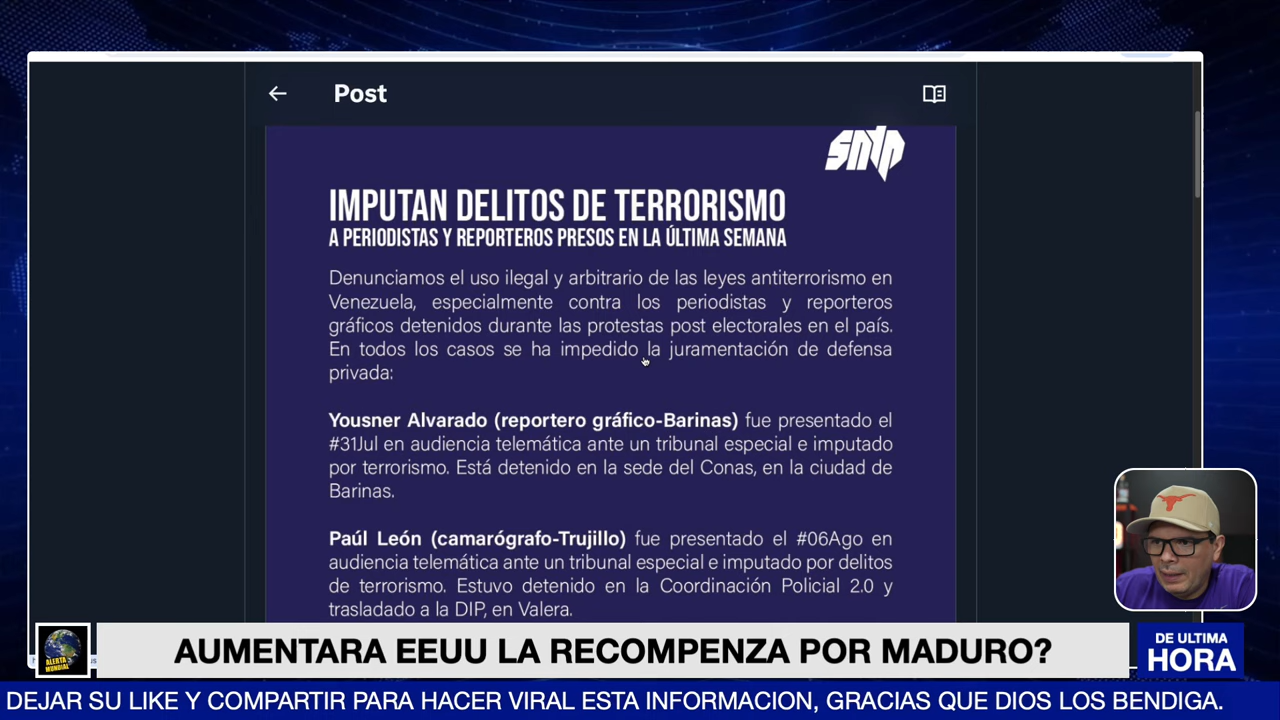 Post
sntp
IMPUTAN DELITOS DE TERRORISMO
A PERIODISTAS Y REPORTEROS PRESOS EN LA ÚLTIMA SEMANA
Denunciamos el uso ilegal y arbitrario de las leyes antiterrorismo en
Venezuela, especialmente contra los periodistas y reporteros
gráficos detenidos durante las protestas post electorales en el país.
En todos los casos se ha impedido la juramentación de defensa
privada:
Yousner Alvarado (reportero gráfico-Barinas) fue presentado el
#31Jul en audiencia telemática ante un tribunal especial e imputado
por terrorismo. Está detenido en la sede del Conas, en la ciudad de
Barinas.
Paúl León (camarógrafo-Trujillo) fue presentado el #06Ago en
audiencia telemática ante un tribunal especial e imputado por delitos
de terrorismo. Estuvo detenido en la Coordinación Policial 2.0 y
trasladado a la DIP, en Valera.
ALERTA
MUNDIAL
AUMENTARA EEUU LA RECOMPENZA POR MADURO?
DE ULTIMA
HORA
DEJAR SU LIKE Y COMPARTIR PARA HACER VIRAL ESTA INFORMACION, GRACIAS QUE DIOS LOS BENDIGA.